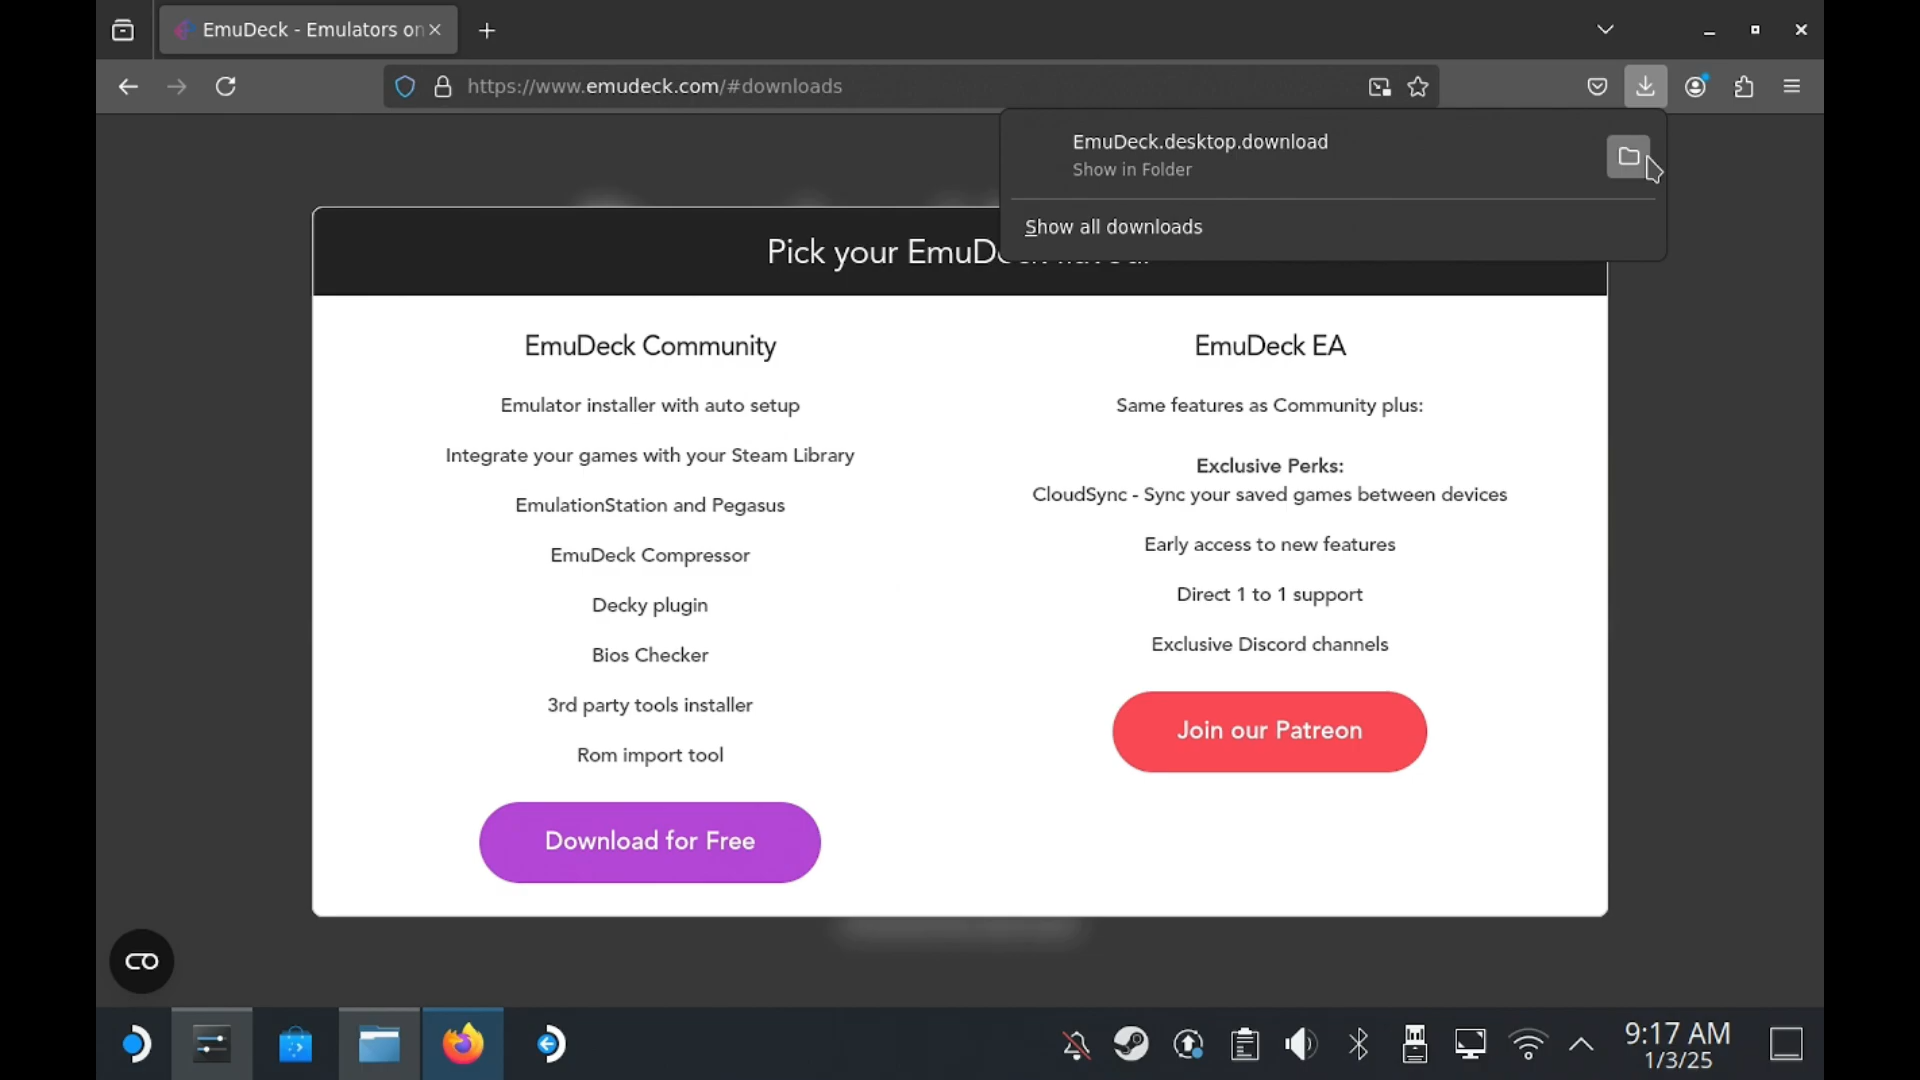 EmuDeck - Emulators on
https://www.emudeck.com/#downloads
EmuDeck.desktop.download
Show in Folder
Show all downloads
Pick your EmuD
EmuDeck Community
Emulator installer with auto setup
Integrate your games with your Steam Library
EmulationStation and Pegasus
EmuDeck Compressor
Decky plugin
Bios Checker
3rd party tools installer
Rom import tool
Download for Free
EmuDeck EA
Same features as Community plus:
Exclusive Perks:
CloudSync - Sync your saved games between devices
Early access to new features
Direct 1 to 1 support
Exclusive Discord channels
Join our Patreon
9:17 AM
1/3/25